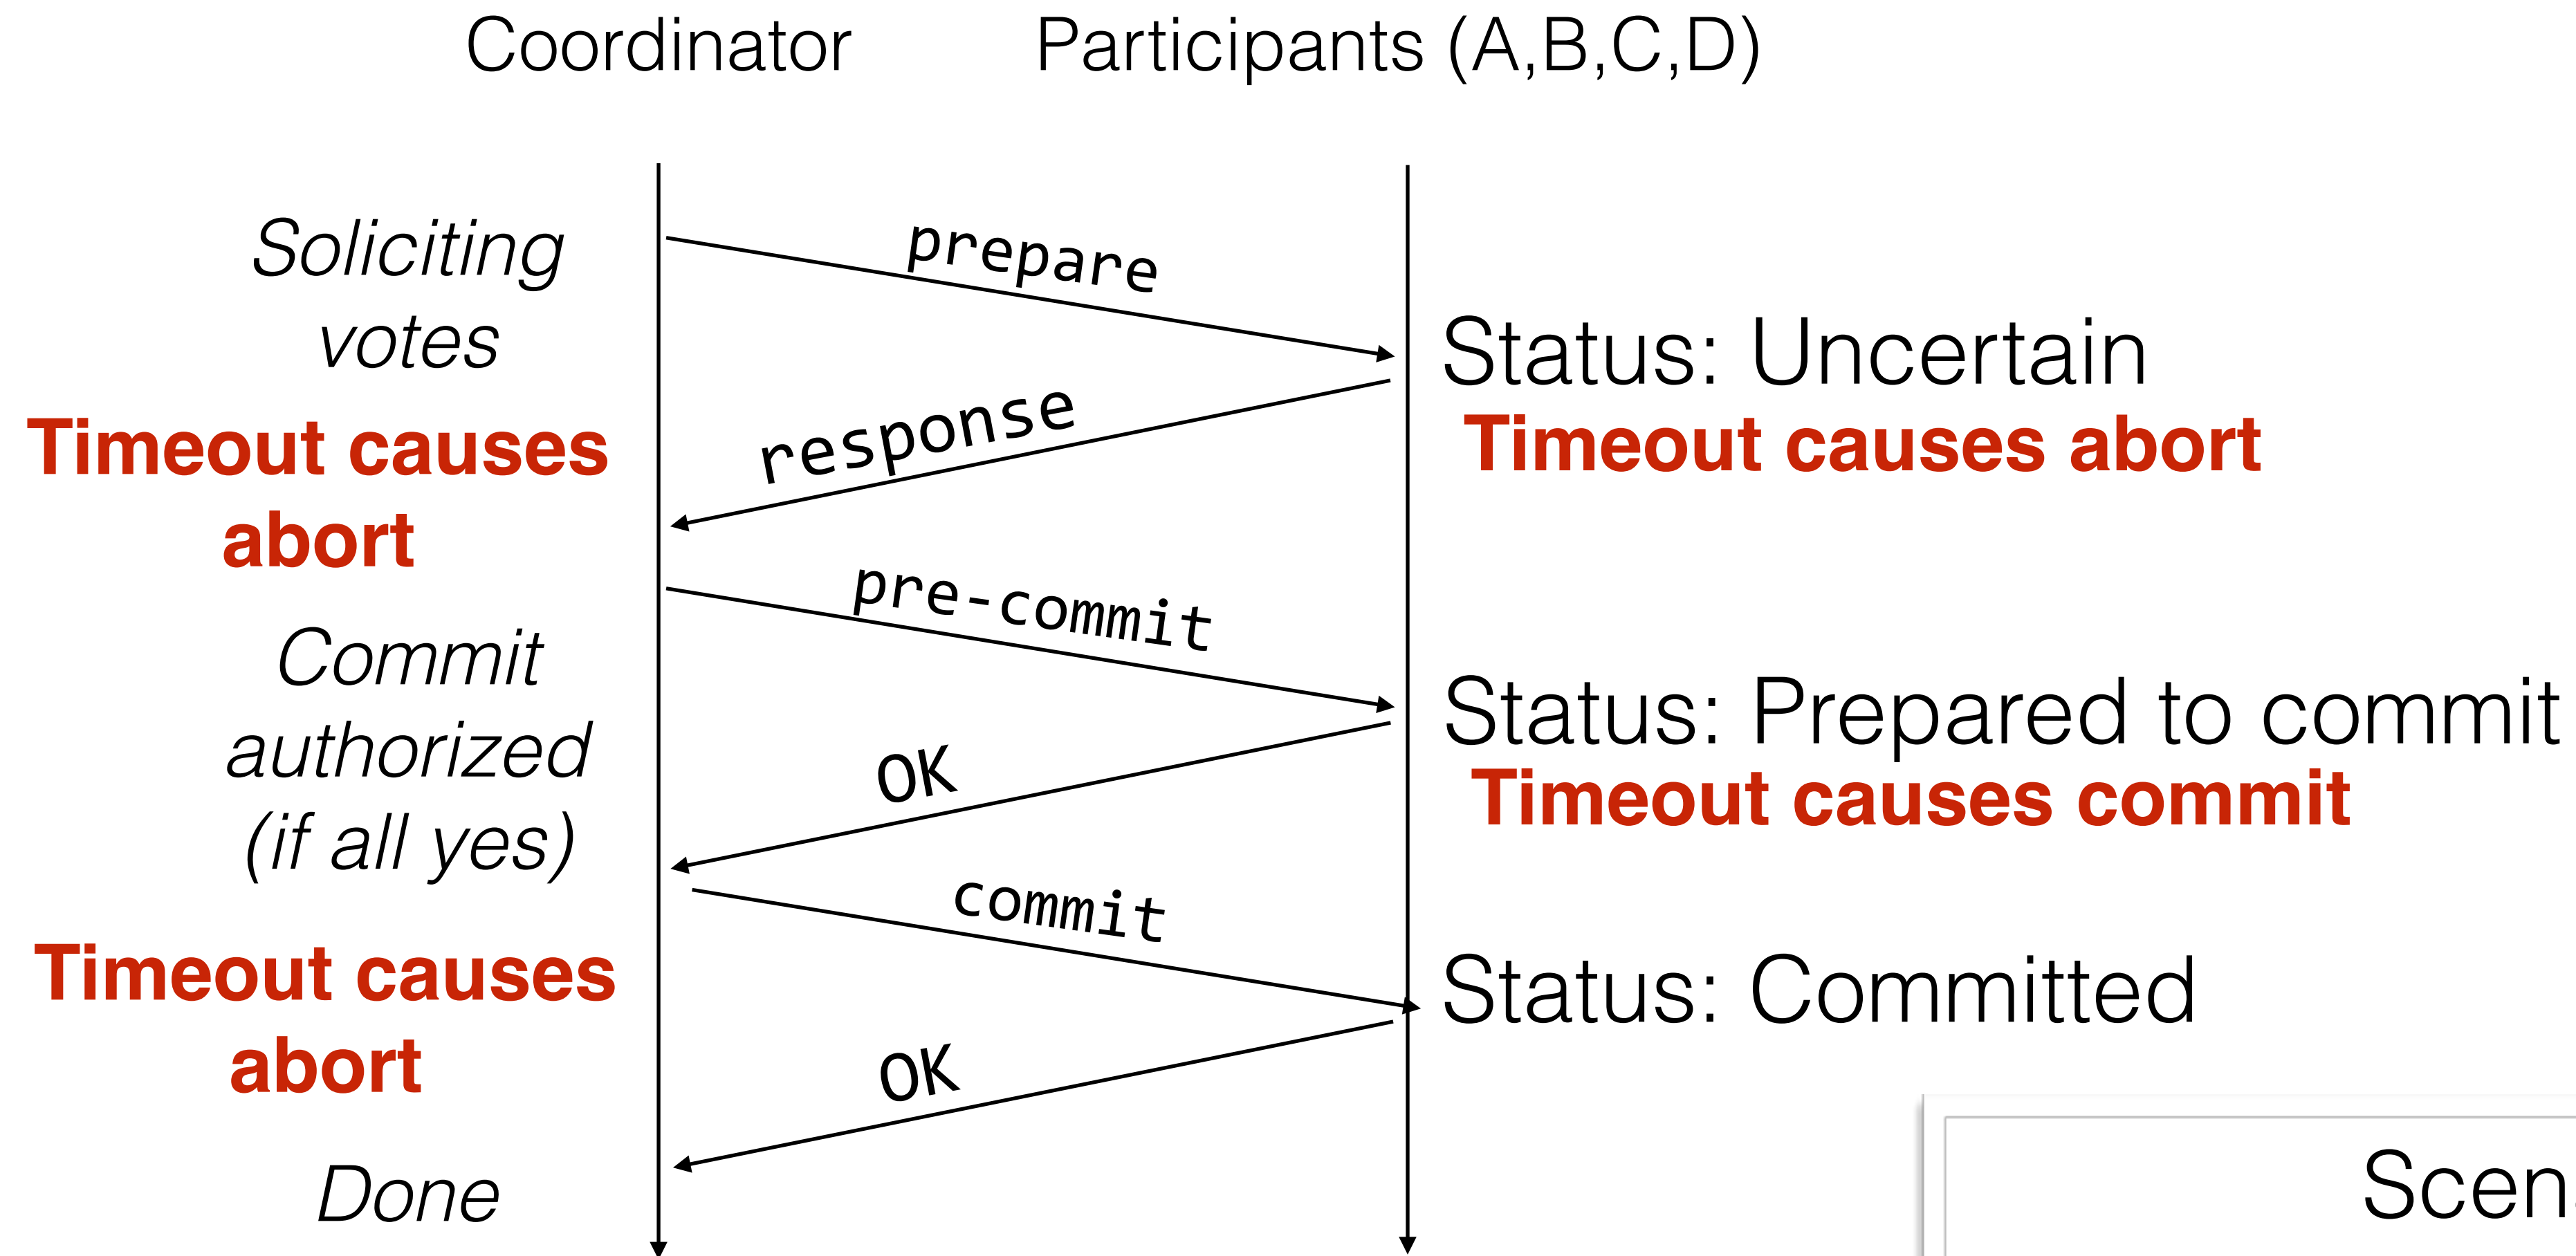 Coordinator
Participants (A,B,C,D)
Soliciting
votes
prepare
Status: Uncertain
Timeout causes abort
response
Timeout causes
abort
pre-commit
Commit
authorized
(if all yes)
Status: Prepared to commit
Timeout causes commit
OK
commit
Timeout causes
abort
Status: Committed
OK
Done